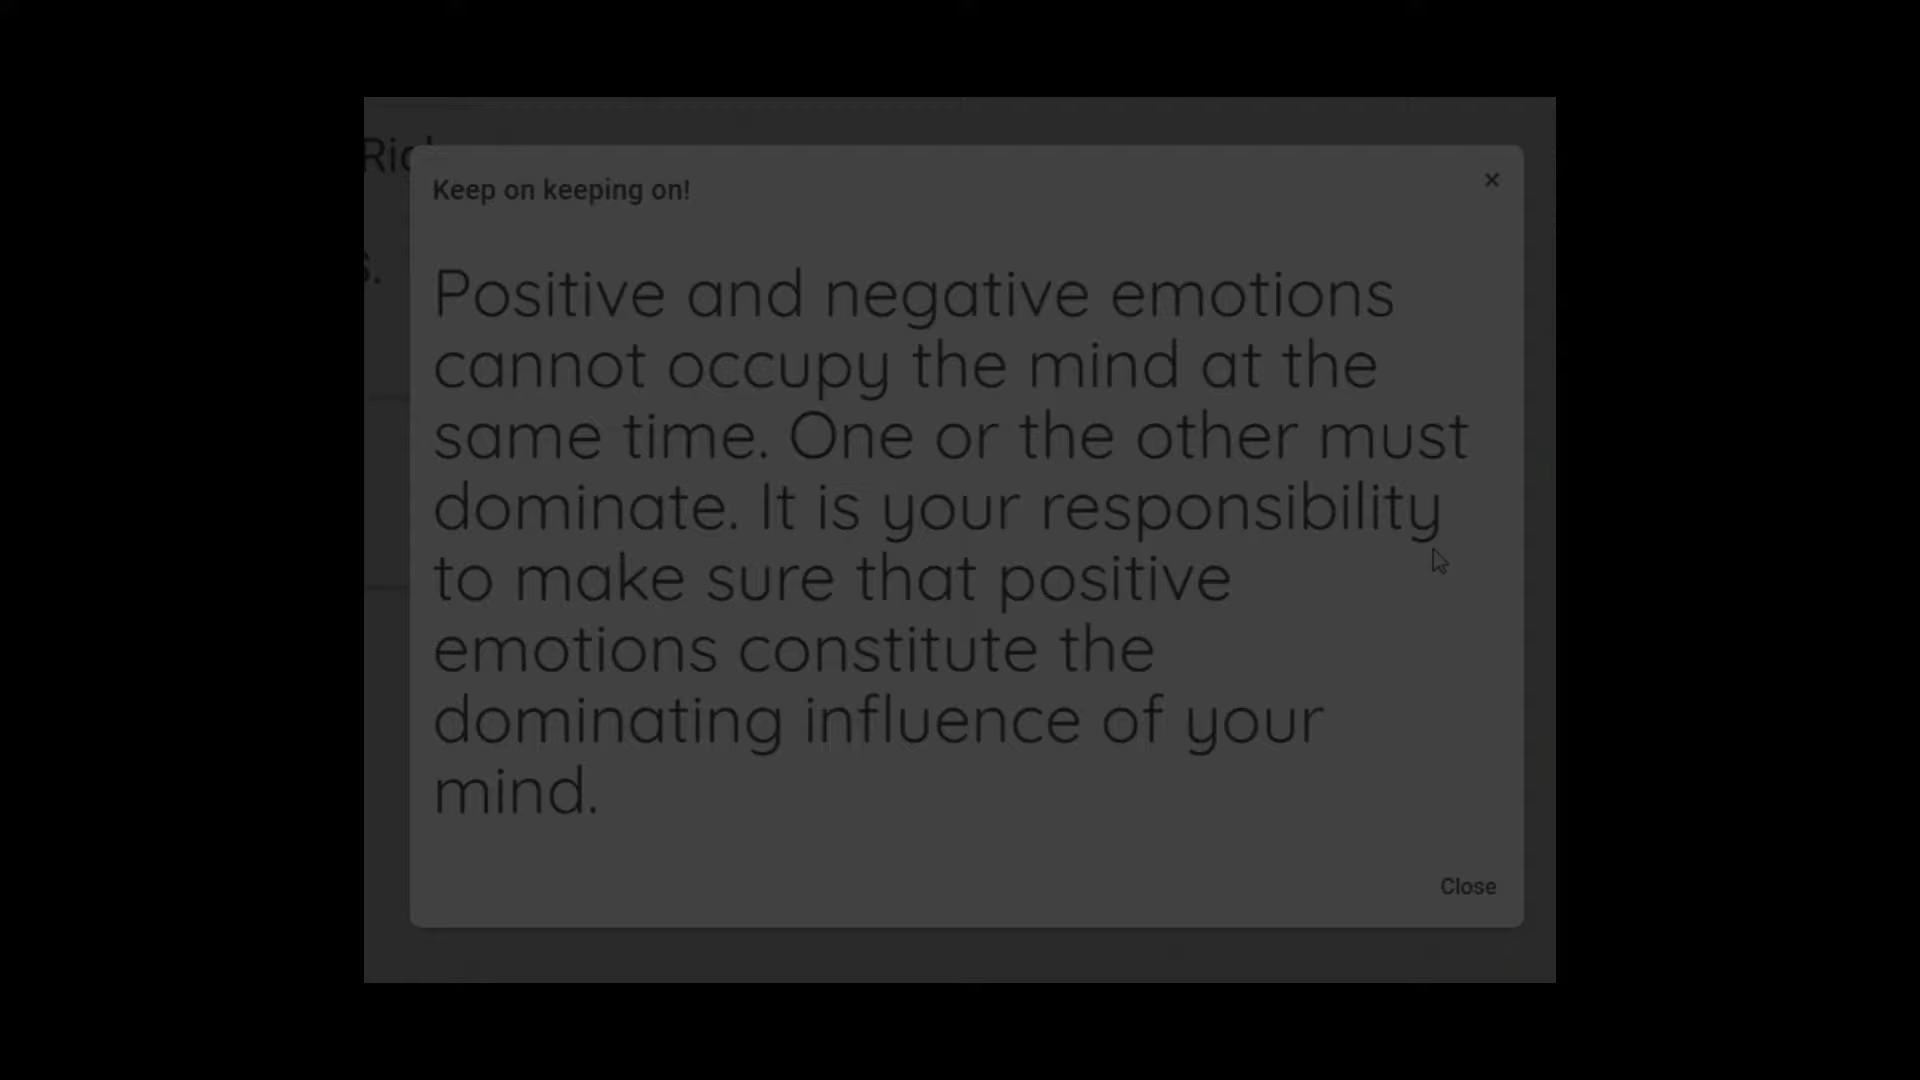 Keep on keeping on!
×
Positive and negative emotions
cannot occupy the mind at the
same time. One or the other must
dominate. It is your responsibility
to make sure that positive
emotions constitute the
dominating influence of your
mind.
Close